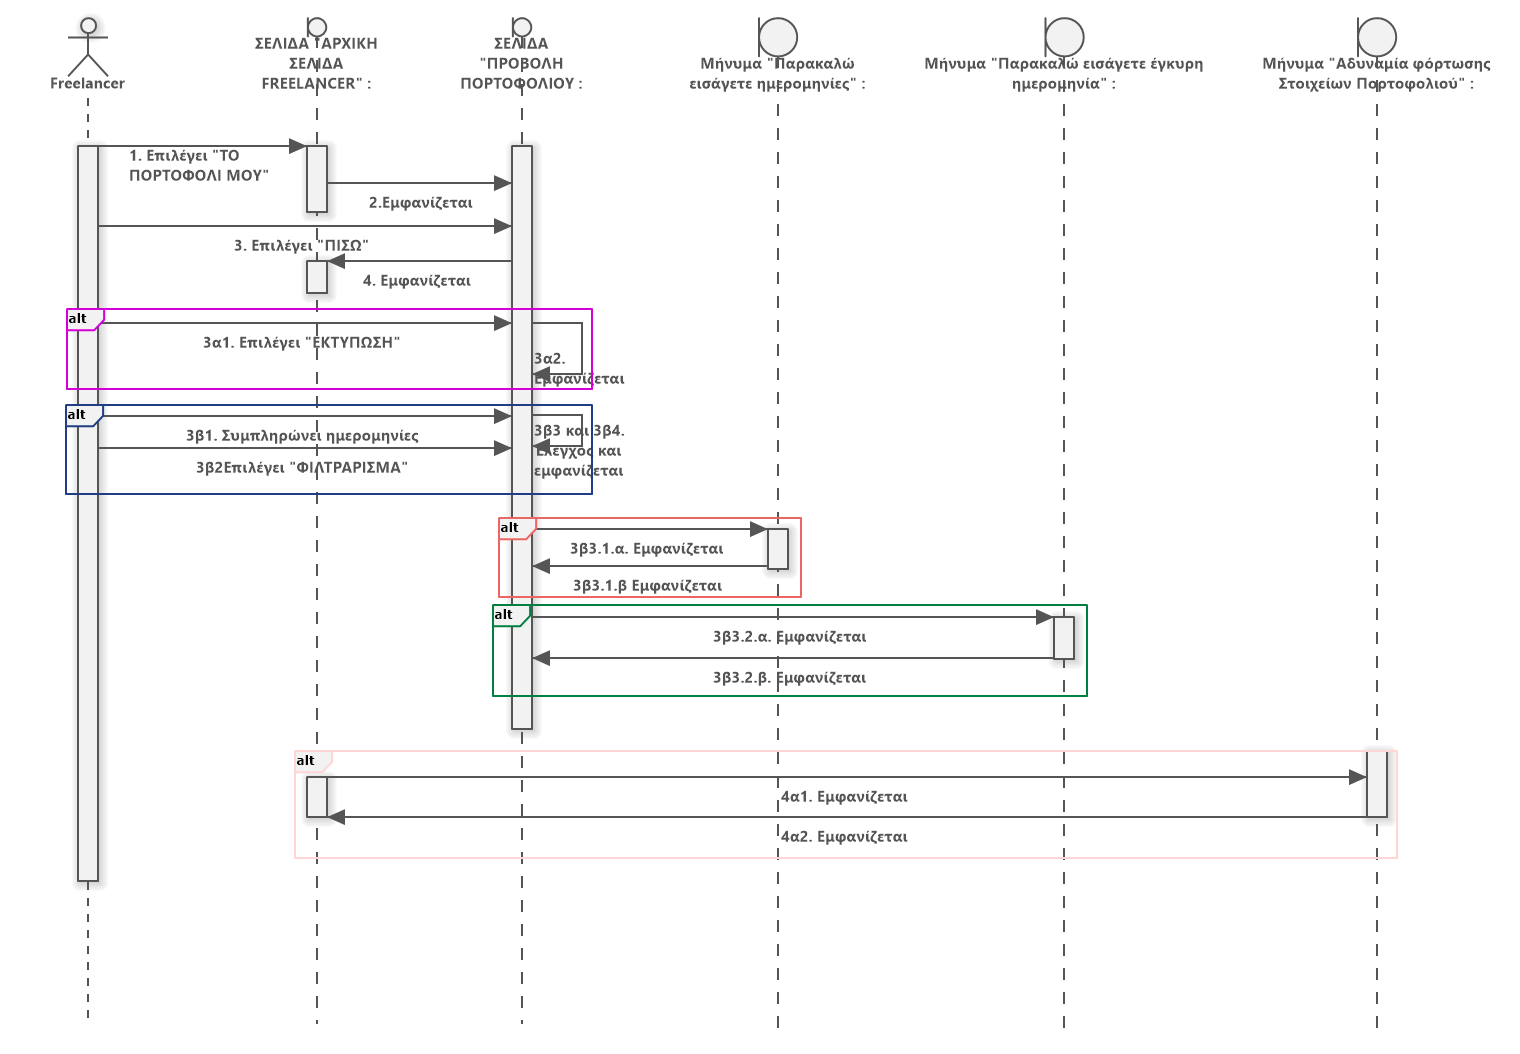 Freelancer
ΣΕΛΙΔΑ "ΑΡΧΙΚΗ
ΣΕΛΙΔΑ
FREELANCER" :
ΣΕΛΙΔΑ
"ΠΡΟΒΟΛΗ
ΠΟΡΤΟΦΟΛΙΟΥ :
Μήνυμα "Παρακαλώ
εισάγετε ημερομηνίες" :
Μήνυμα "Παρακαλώ εισάγετε έγκυρη
ημερομηνία" :
Μήνυμα "Αδυναμία φόρτωσης
Στοιχείων Πορτοφολιού" :
1. Επιλέγει "ΤΟ
ΠΟΡΤΟΦΟΛΙ ΜΟΥ"
2.Εμφανίζεται
3. Επιλέγει "ΠΙΣΩ"
4. Εμφανίζεται
alt
3α1. Επιλέγει "ΕΚΤΥΠΩΣΗ"
3α2.
Εμφανίζεται
alt
3β1. Συμπληρώνει ημερομηνίες
3β2Επιλέγει "ΦΙΛΤΡΑΡΙΣΜΑ"
3β3 και 3β4.
Έλεγχος και
εμφανίζεται
alt
3β3.1.α. Εμφανίζεται
3β3.1.β Εμφανίζεται
alt
3β3.2.α. Εμφανίζεται
3β3.2.β. Εμφανίζεται
alt
4α1. Εμφανίζεται
4α2. Εμφανίζεται